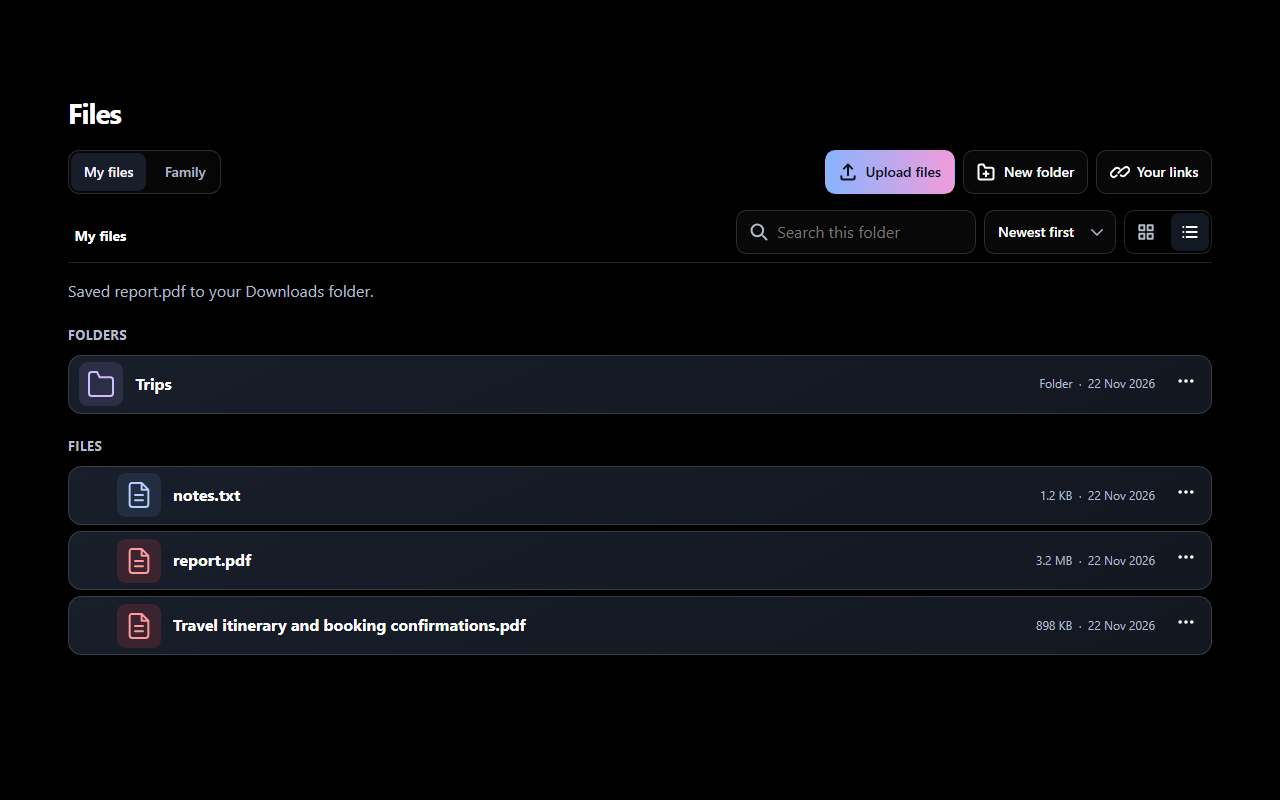 Files
My files
Family
Upload files
New folder
Your links
My files
Search this folder
Newest first
Saved report.pdf to your Downloads folder.
FOLDERS
Trips
Folder · 22 Nov 2026
FILES
notes.txt
1.2 KB · 22 Nov 2026
report.pdf
3.2 MB · 22 Nov 2026
Travel itinerary and booking confirmations.pdf
898 KB · 22 Nov 2026